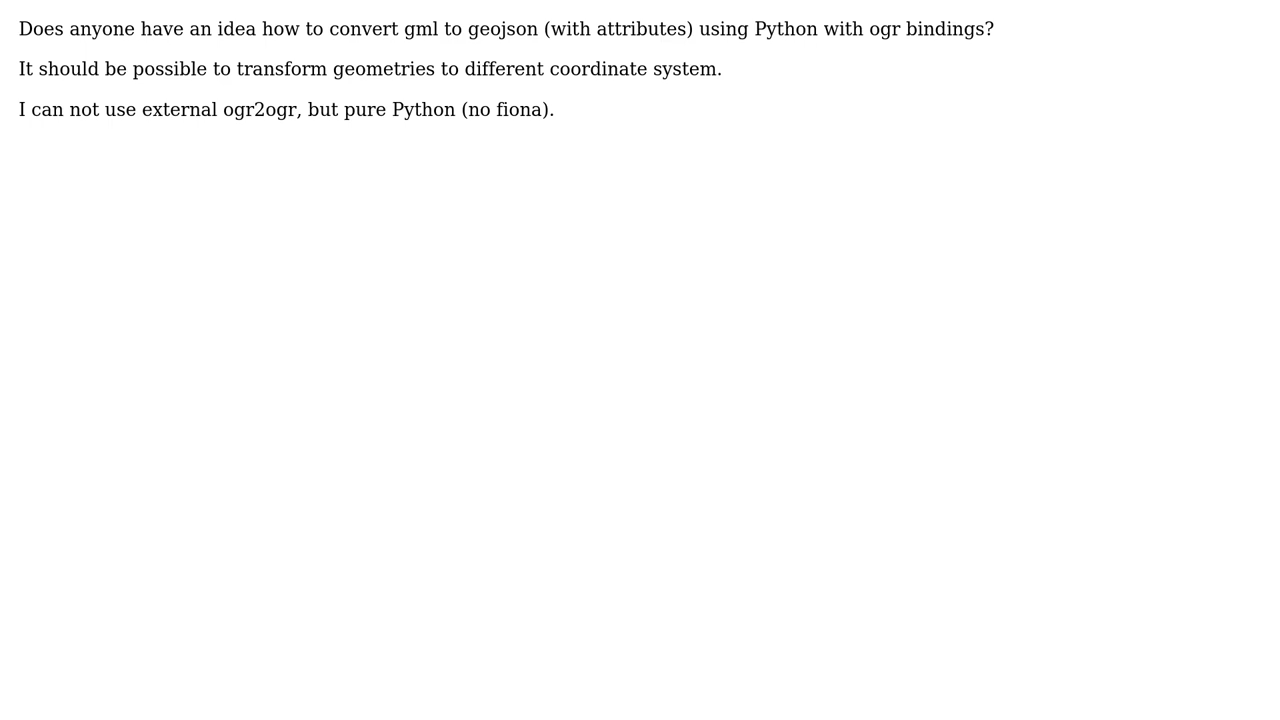 Does anyone have an idea how to convert gml to geojson (with attributes) using Python with ogr bindings?
It should be possible to transform geometries to different coordinate system.
I can not use external ogr2ogr, but pure Python (no fiona).